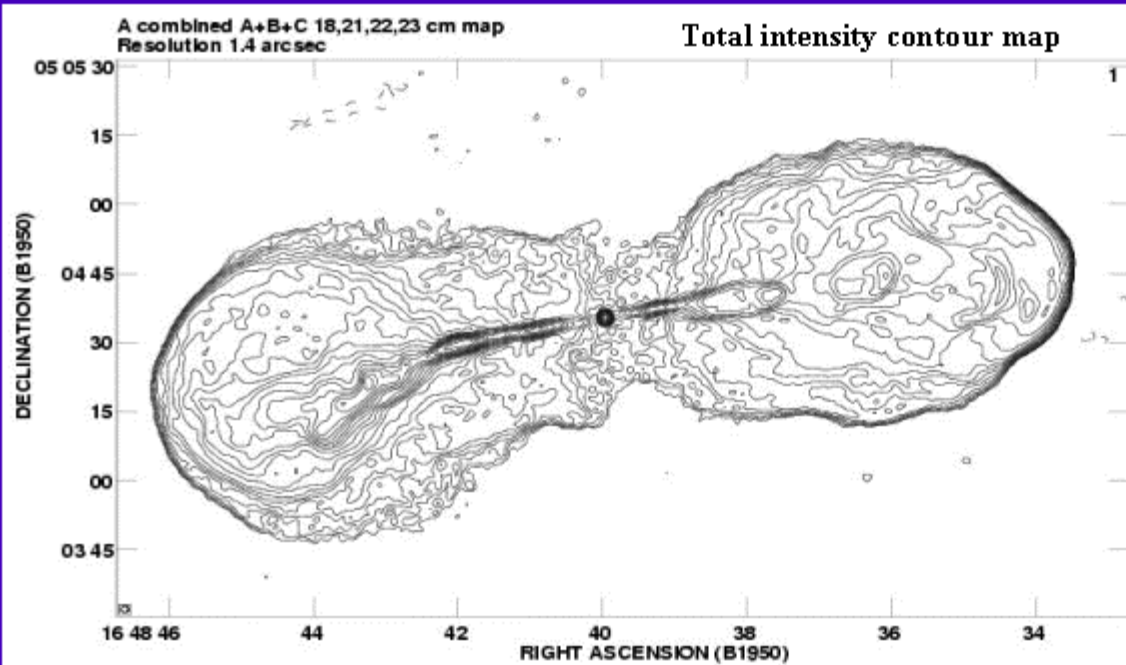 A combined A+B+C 18,21,22,23 cm map
Resolution 1.4 arcsec
Total intensity contour map
1
05 05 30
15
00
04 45
30
15
00
03 45
DECLINATION (B1950)
16 48 46
44
42
40
38
36
34
RIGHT ASCENSION (B1950)